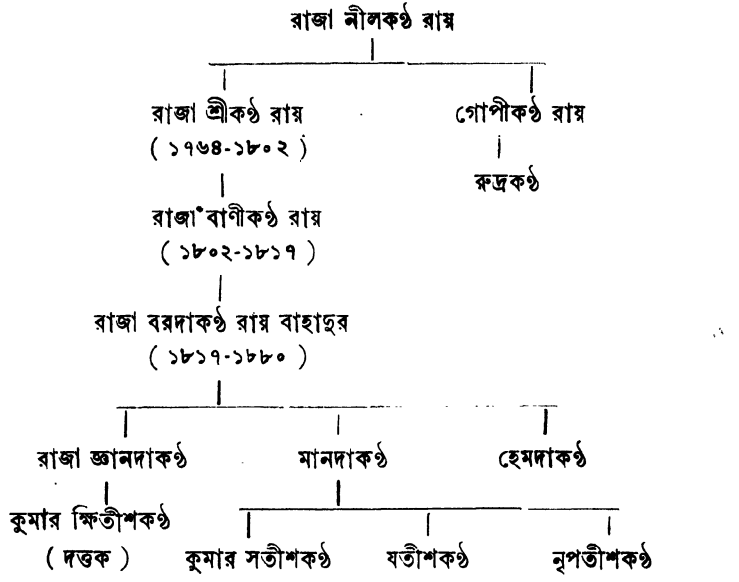 রাজা নীলকণ্ঠ রায়
রাজা শ্রীকণ্ঠ রায় গোপীকণ্ঠ রায়
( ১৭৬৪-১৮০২ )
রুদ্রকণ্ঠ
রাজা বাণীকণ্ঠ রায়
( ১৮০২-১৮১৭ )
রাজা বরদাকণ্ঠ রায় বাহাদুর
( ১৮১৭-১৮৮০ )
রাজা জ্ঞানদাকণ্ঠ মানদাকণ্ঠ হেমদাকণ্ঠ
কুমার ক্ষিতীশকণ্ঠ
( দত্তক ) কুমার সতীশকণ্ঠ যতীশকণ্ঠ নৃপতীশকণ্ঠ